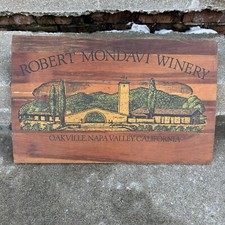 ROBERT MONDAVI WINERY
OAKVILLE, NAPA VALLEY, CALIFORNIA